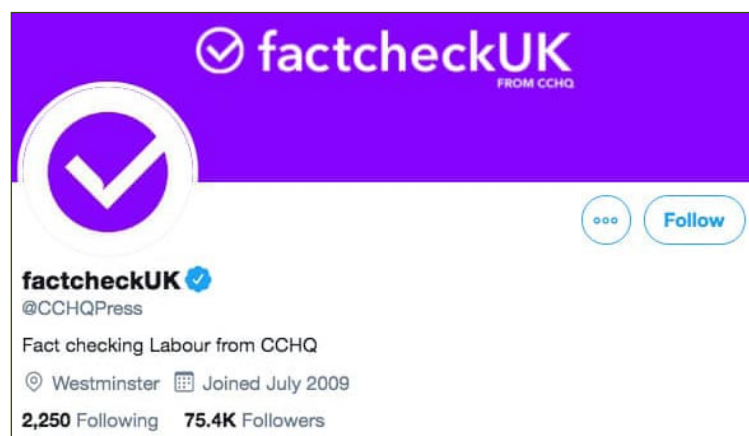 factcheckUK
FROM CCHQ
Follow
factcheckUK
@CCHQPress
Fact checking Labour from CCHQ
Westminster Joined July 2009
2,250 Following 75.4K Followers